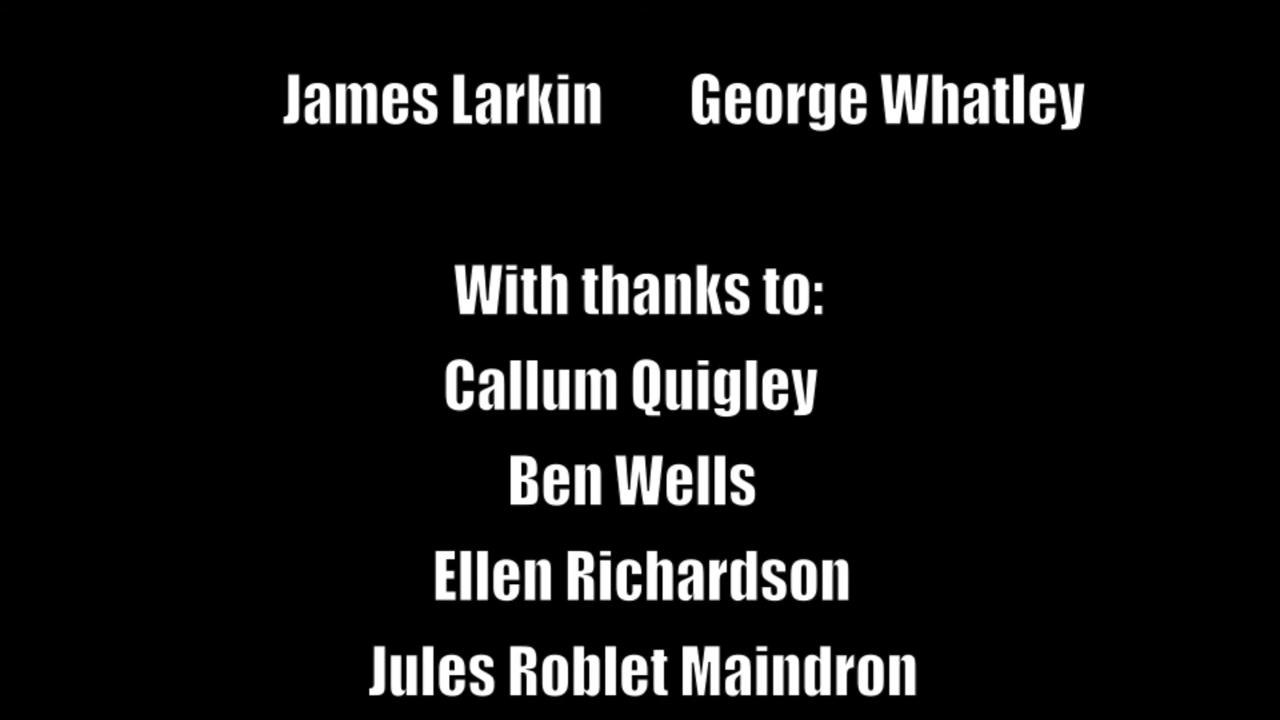 James Larkin George Whatley
With thanks to:
Callum Quigley
Ben Wells
Ellen Richardson
Jules Roblet Maindron